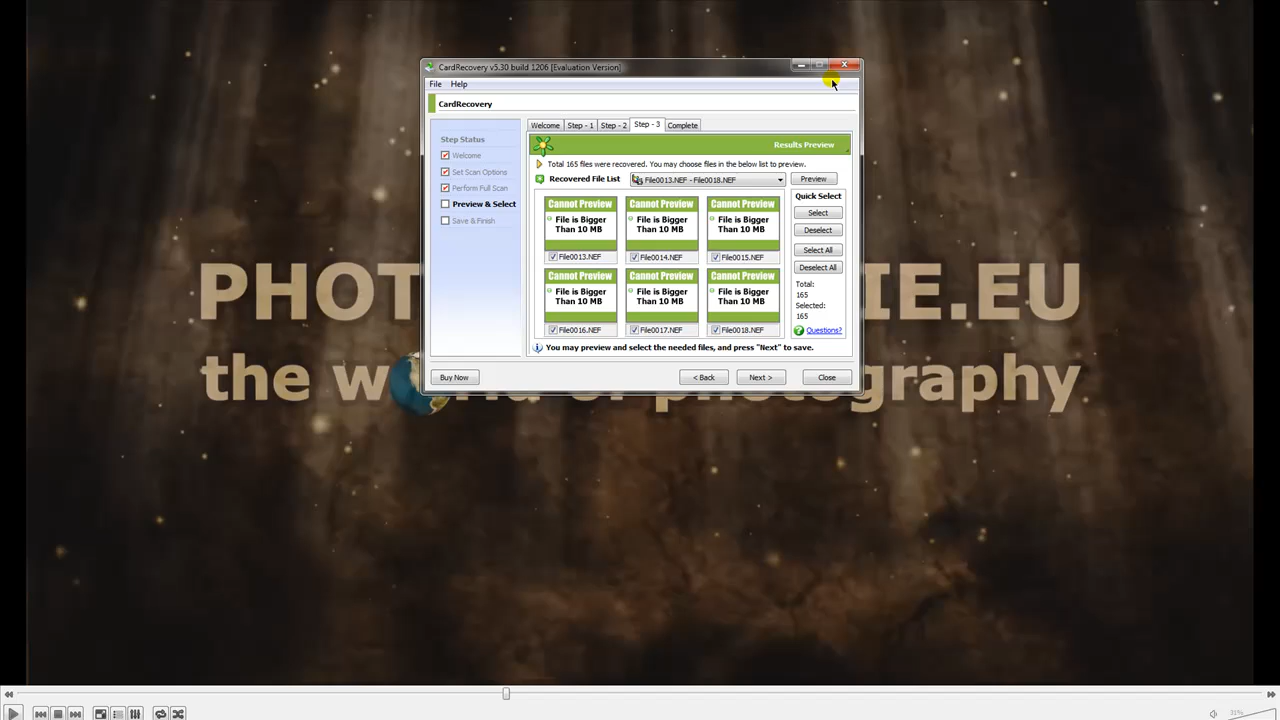 CardRecovery v5.30 build 1206 [Evaluation Version]
File Help
CardRecovery
Step Status
Welcome
Set Scan Options
Perform Full Scan
Preview & Select
Save & Finish
Welcome Step - 1 Step - 2 Step - 3 Complete
Results Preview
Total 165 files were recovered. You may choose files in the below list to preview.
Recovered File List File0013.NEF - File0018.NEF Preview
Cannot Preview Cannot Preview Cannot Preview
File is Bigger File is Bigger File is Bigger
Than 10 MB Than 10 MB Than 10 MB
File0013.NEF File0014.NEF File0015.NEF
Cannot Preview Cannot Preview Cannot Preview
File is Bigger File is Bigger File is Bigger
Than 10 MB Than 10 MB Than 10 MB
File0016.NEF File0017.NEF File0018.NEF
Quick Select
Select
Deselect
Select All
Deselect All
Total:
165
Selected:
165
Questions?
You may preview and select the needed files, and press "Next" to save.
Buy Now < Back Next > Close
PHOT IE.EU
the w rld of photography
31%